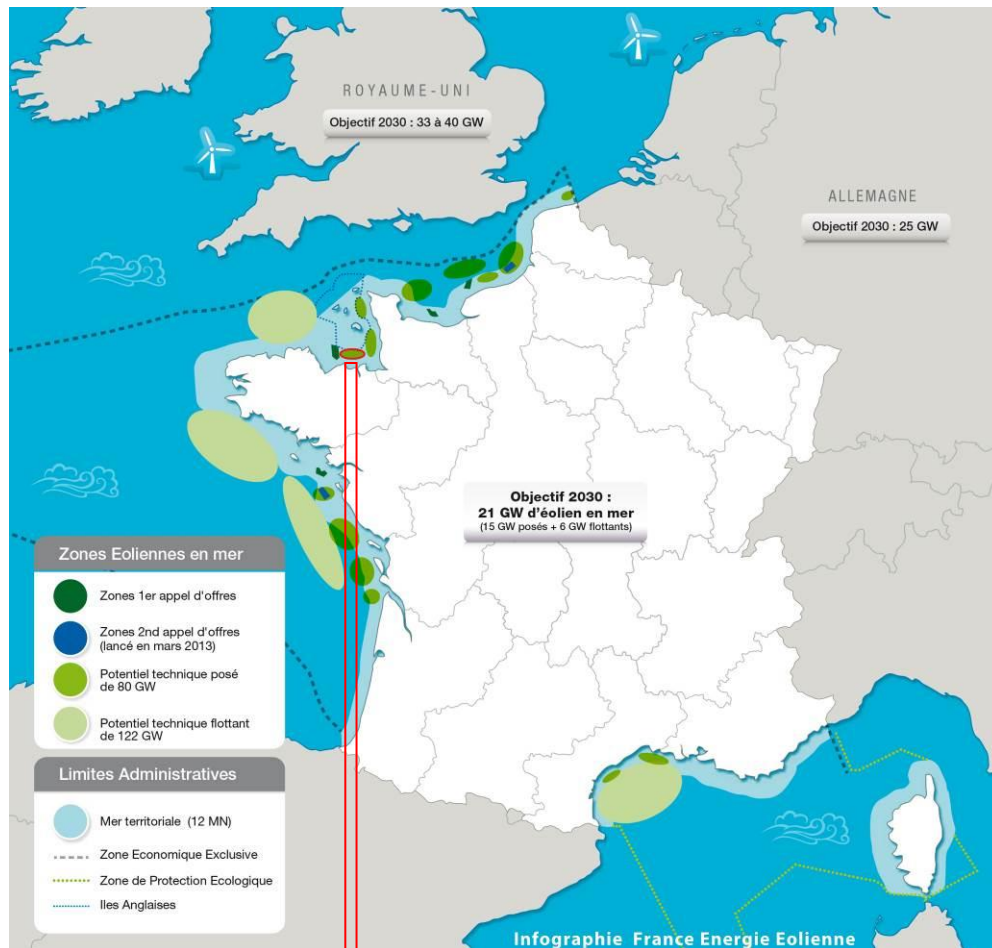 ROYAUME-UNI
Objectif 2030 : 33 à 40 GW
ALLEMAGNE
Objectif 2030 : 25 GW
Objectif 2030 :
21 GW d'éolien en mer
(15 GW posés + 6 GW flottants)
Zones Eoliennes en mer
Zones 1er appel d'offres
Zones 2nd appel d'offres
(lancé en mars 2013)
Potentiel technique posé
de 80 GW
Potentiel technique flottant
de 122 GW
Limites Administratives
Mer territoriale (12 MN)
Zone Economique Exclusive
Zone de Protection Ecologique
Iles Anglaises
Infographie France Energie Eolienne